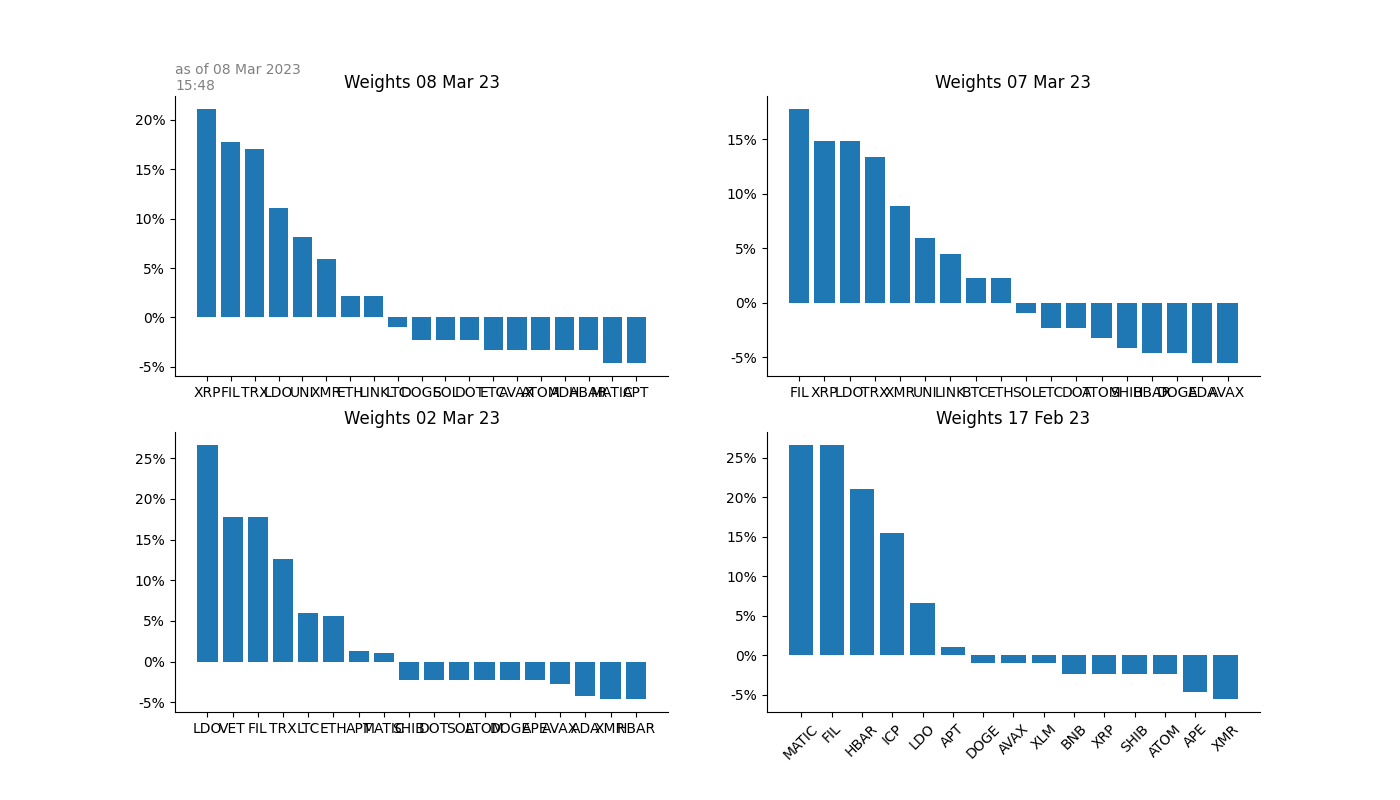 as of 08 Mar 2023
15:48
Weights 08 Mar 23
20%
15%
10%
5%
0%
-5%
XRP FIL TRX LDO UNI XMR ETH LINK LTC DOGE SOL DOT ETC AVAX ATOM ADA HBAR MATIC APT
Weights 07 Mar 23
15%
10%
5%
0%
-5%
FIL XRP LDO TRX XMR UNI LINK BTC ETH SOL ETC DOT ATOM SHIB HBAR DOGE ADA AVAX
Weights 02 Mar 23
25%
20%
15%
10%
5%
0%
-5%
LDO VET FIL TRX LTC ETH APT MATIC SHIB DOT SOL ATOM DOGE APE AVAX ADA XMR HBAR
Weights 17 Feb 23
25%
20%
15%
10%
5%
0%
-5%
MATIC FIL HBAR ICP LDO APT DOGE AVAX XLM BNB XRP SHIB ATOM APE XMR